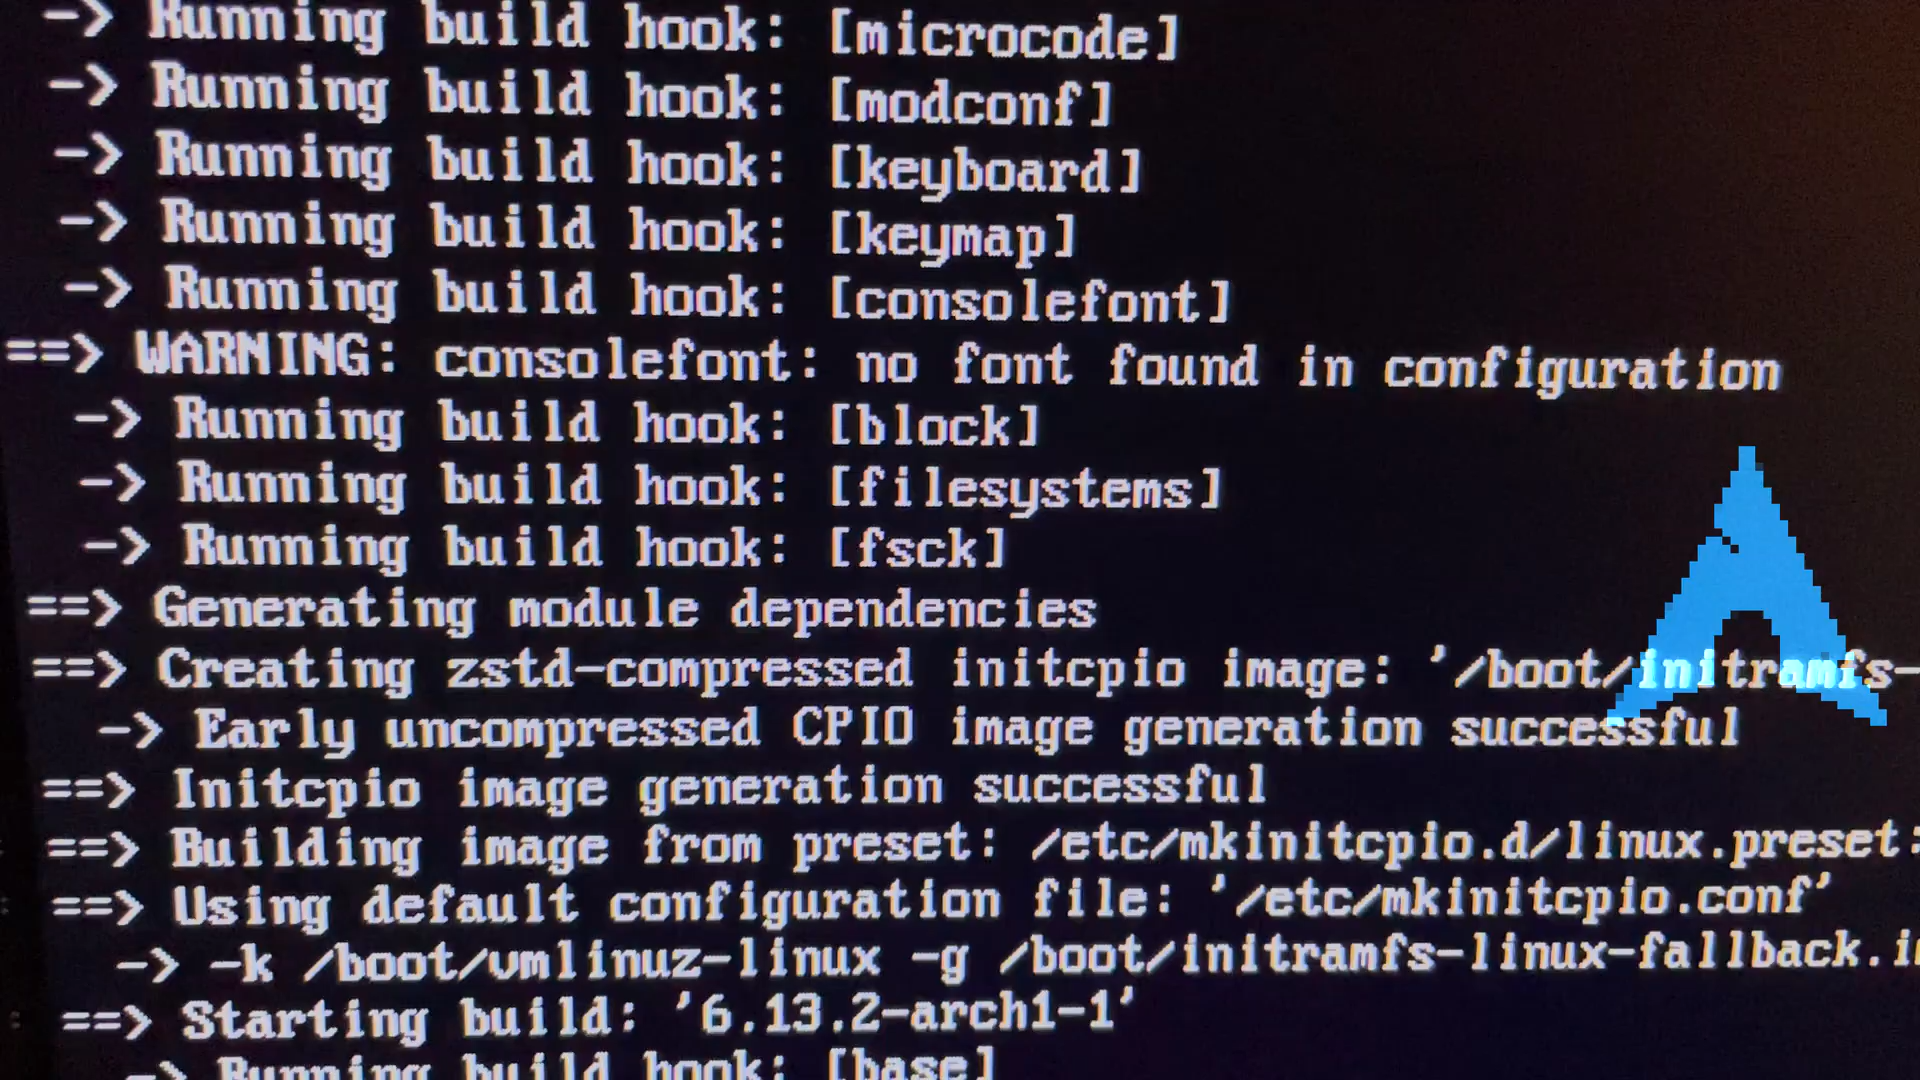 -> Running build hook: [microcode]
-> Running build hook: [modconf]
-> Running build hook: [keyboard]
-> Running build hook: [keymap]
-> Running build hook: [consolefont]
==> WARNING: consolefont: no font found in configuration
-> Running build hook: [block]
-> Running build hook: [filesystems]
-> Running build hook: [fsck]
==> Generating module dependencies
==> Creating zstd-compressed initcpio image: '/boot/initramfs-
-> Early uncompressed CPIO image generation successful
==> Initcpio image generation successful
==> Building image from preset: /etc/mkinitcpio.d/linux.preset:
==> Using default configuration file: '/etc/mkinitcpio.conf'
-> -k /boot/vmlinuz-linux -g /boot/initramfs-linux-fallback.i
==> Starting build: '6.13.2-arch1-1'
-> Running build hook: [base]